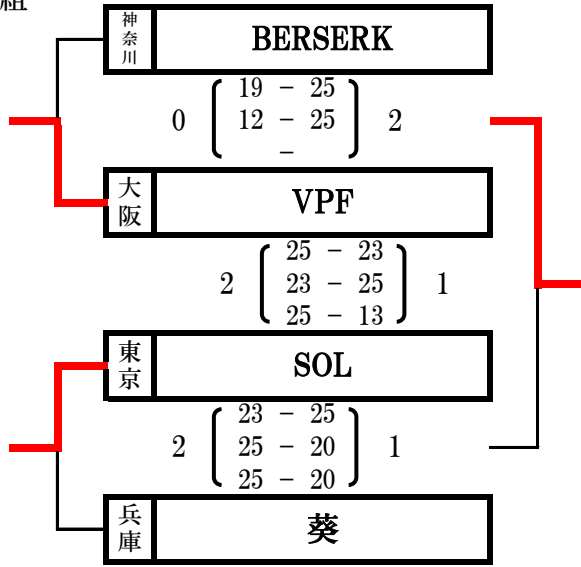 組
神奈川 BERSERK
19 − 25
0 12 − 25 2
−
大阪 VPF
25 − 23
2 23 − 25 1
25 − 13
東京 SOL
23 − 25
2 25 − 20 1
25 − 20
兵庫 葵